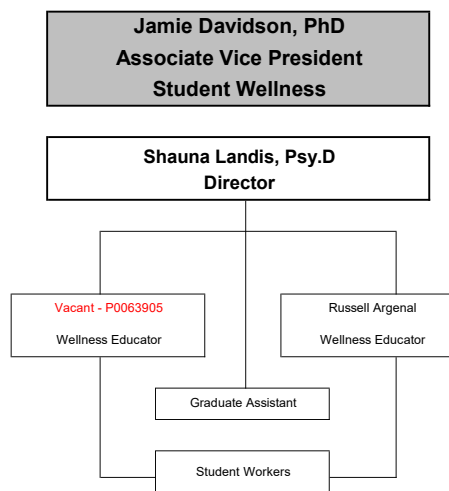 Jamie Davidson, PhD
Associate Vice President
Student Wellness
Shauna Landis, Psy.D
Director
Vacant - P0063905
Wellness Educator
Russell Argenal
Wellness Educator
Graduate Assistant
Student Workers